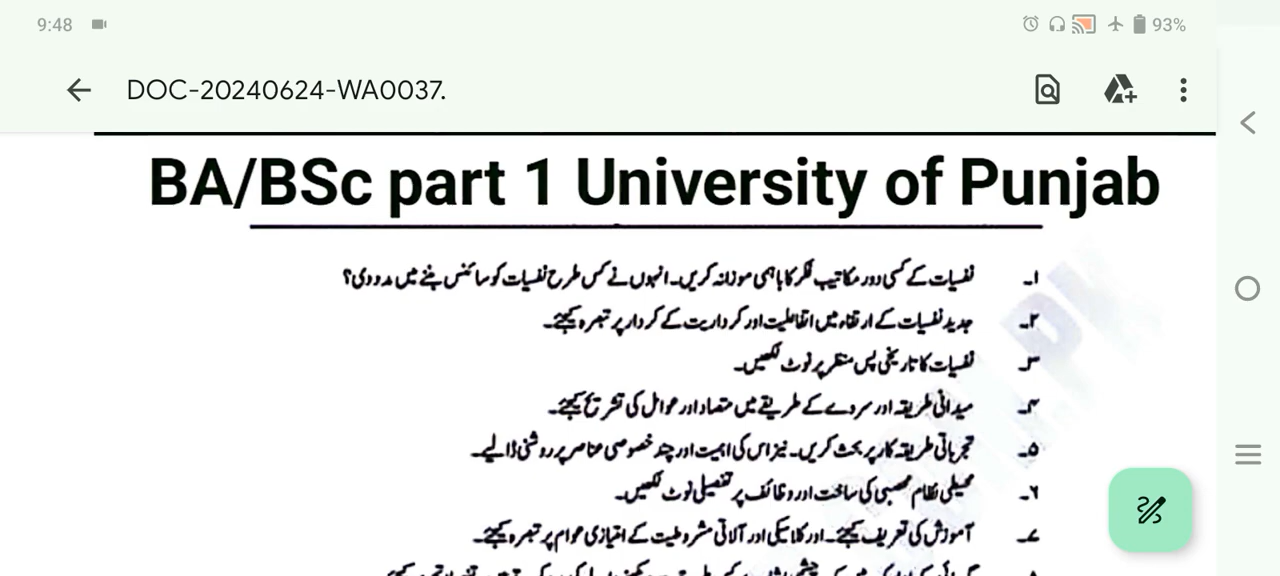 9:48
93%
DOC-20240624-WA0037.
BA/BSc part 1 University of Punjab
۱۔ نفسیات کے کسی دور مکاتیب فکر کا باہمی موزانہ کریں۔ انہوں نے کس طرح نفسیات کو سائنس بننے میں مدد دی؟
۲۔ جدید نفسیات کے ارتقاء میں اتفاعلیت اور کرداریت کے کردار پر تبصرہ کیجئے۔
۳۔ نفسیات کا تاریخی پس منظر پر نوٹ لکھیں۔
۴۔ میدانی طریقہ اور سروے کے طریقے میں متصاد اور عوامل کی تشریح کیجئے۔
۵۔ تجرباتی طریقہ کار پر بحث کریں۔ نیز اس کی اہمیت اور چند خصوصی عناصر پر روشنی ڈالیے۔
۶۔ محیطی نظام عصبی کی ساخت اور وظائف پر تفصیلی نوٹ لکھیں۔
۷۔ آموزش کی تعریف کیجئے۔ اور کلاسیکی اور آلاتی مشروطیت کے امتیازی عوام پر تبصرہ کیجئے۔